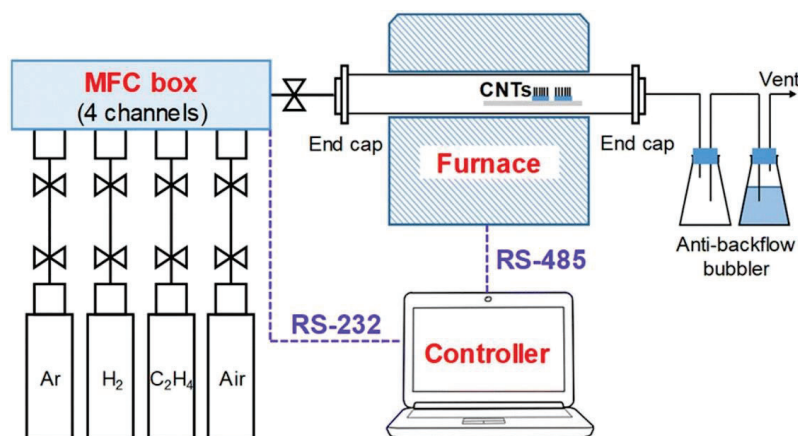 MFC box
(4 channels)
CNTs
End cap
End cap
Furnace
Vent
Anti-backflow
bubbler
RS-485
RS-232
Controller
Ar
H₂
C₂H₄
Air